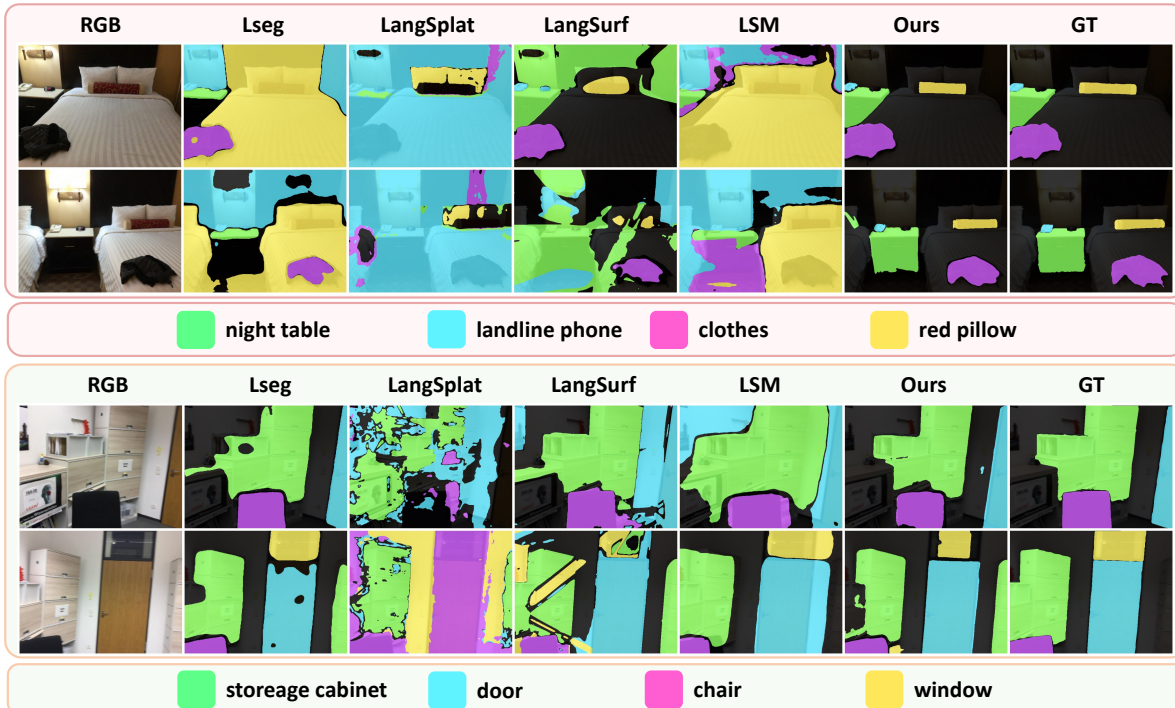 RGB Lseg LangSplat LangSurf LSM Ours GT
night table landline phone clothes red pillow
RGB Lseg LangSplat LangSurf LSM Ours GT
storeage cabinet door chair window